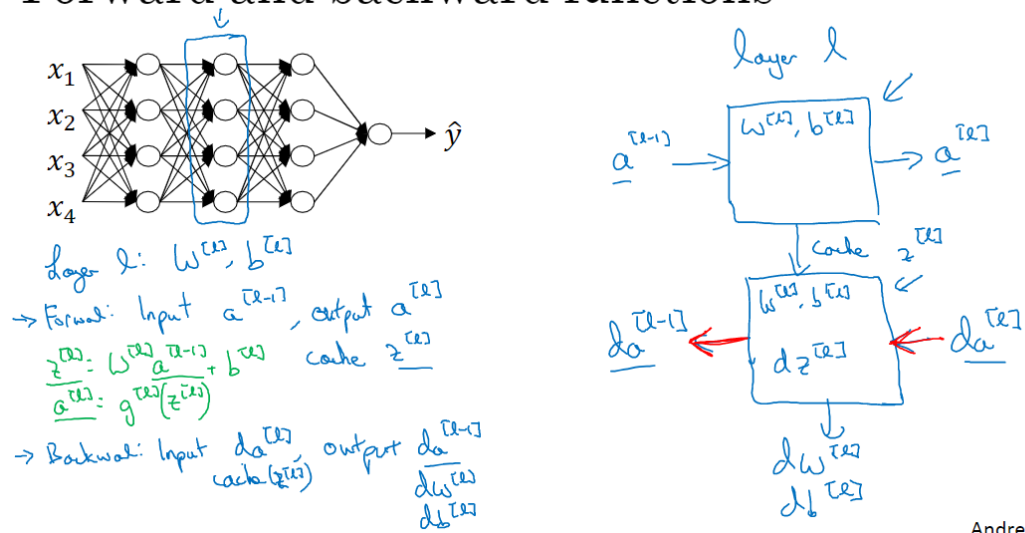 Forward and backward functions
x₁
x₂
x₃
x₄
ŷ
Layer l: W^[l], b^[l]
→ Forward: Input a^[l-1], output a^[l]
z^[l] = W^[l] a^[l-1] + b^[l]
cache z^[l]
a^[l] = g^[l](z^[l])
→ Backward: Input da^[l], output da^[l-1]
cache (z^[l])
dW^[l]
db^[l]
layer l
W^[l], b^[l]
a^[l-1]
a^[l]
cache z^[l]
W^[l], b^[l]
da^[l-1]
dz^[l]
da^[l]
dW^[l]
db^[l]
Andre